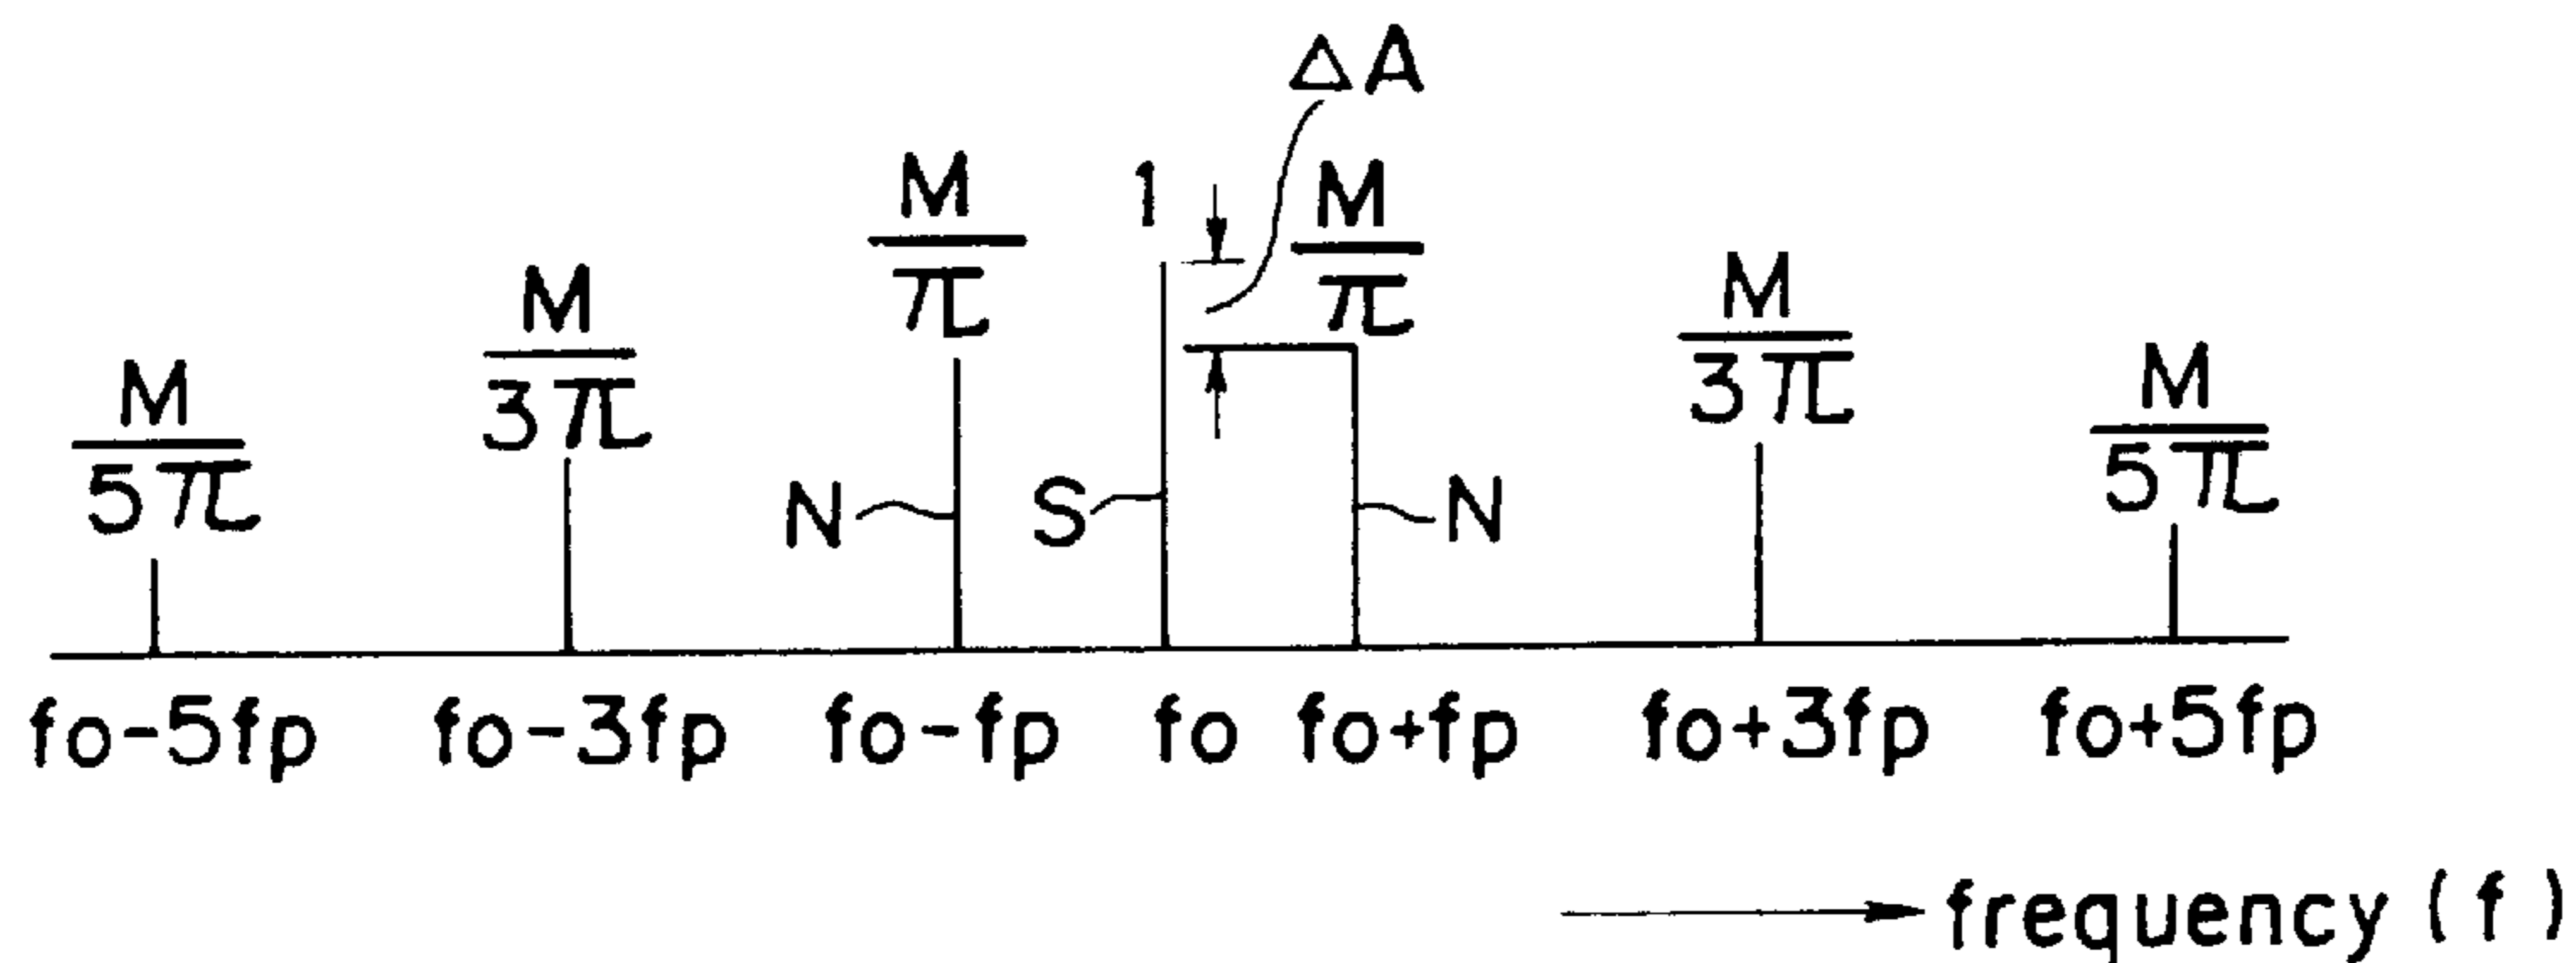 ΔA
M/5π
M/3π
M/π
1
M/π
M/3π
M/5π
N
S
N
fo-5fp
fo-3fp
fo-fp
fo
fo+fp
fo+3fp
fo+5fp
frequency (f)